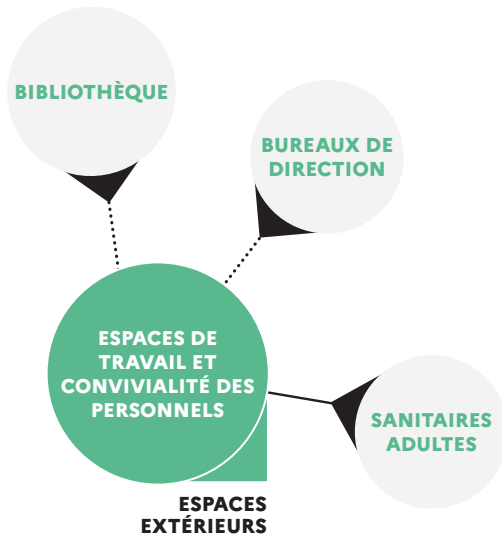 BIBLIOTHÈQUE
BUREAUX DE
DIRECTION
ESPACES DE
TRAVAIL ET
CONVIVIALITÉ DES
PERSONNELS
SANITAIRES
ADULTES
ESPACES
EXTÉRIEURS